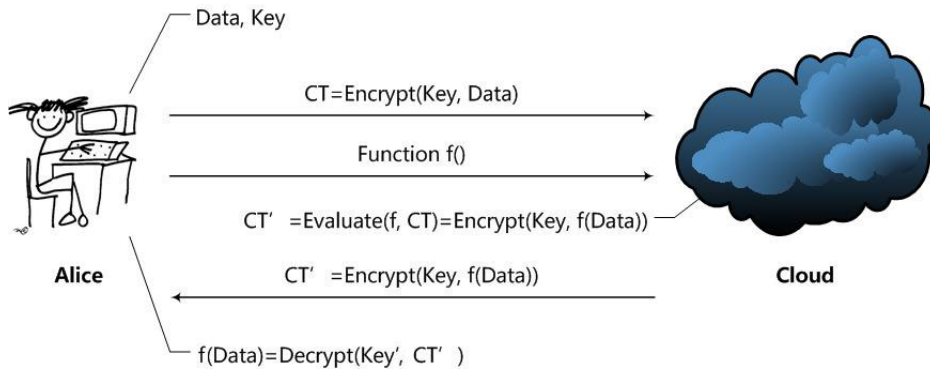 Data, Key
CT=Encrypt(Key, Data)
Function f()
CT′ =Evaluate(f, CT)=Encrypt(Key, f(Data))
Alice
CT′ =Encrypt(Key, f(Data))
Cloud
f(Data)=Decrypt(Key′, CT′ )